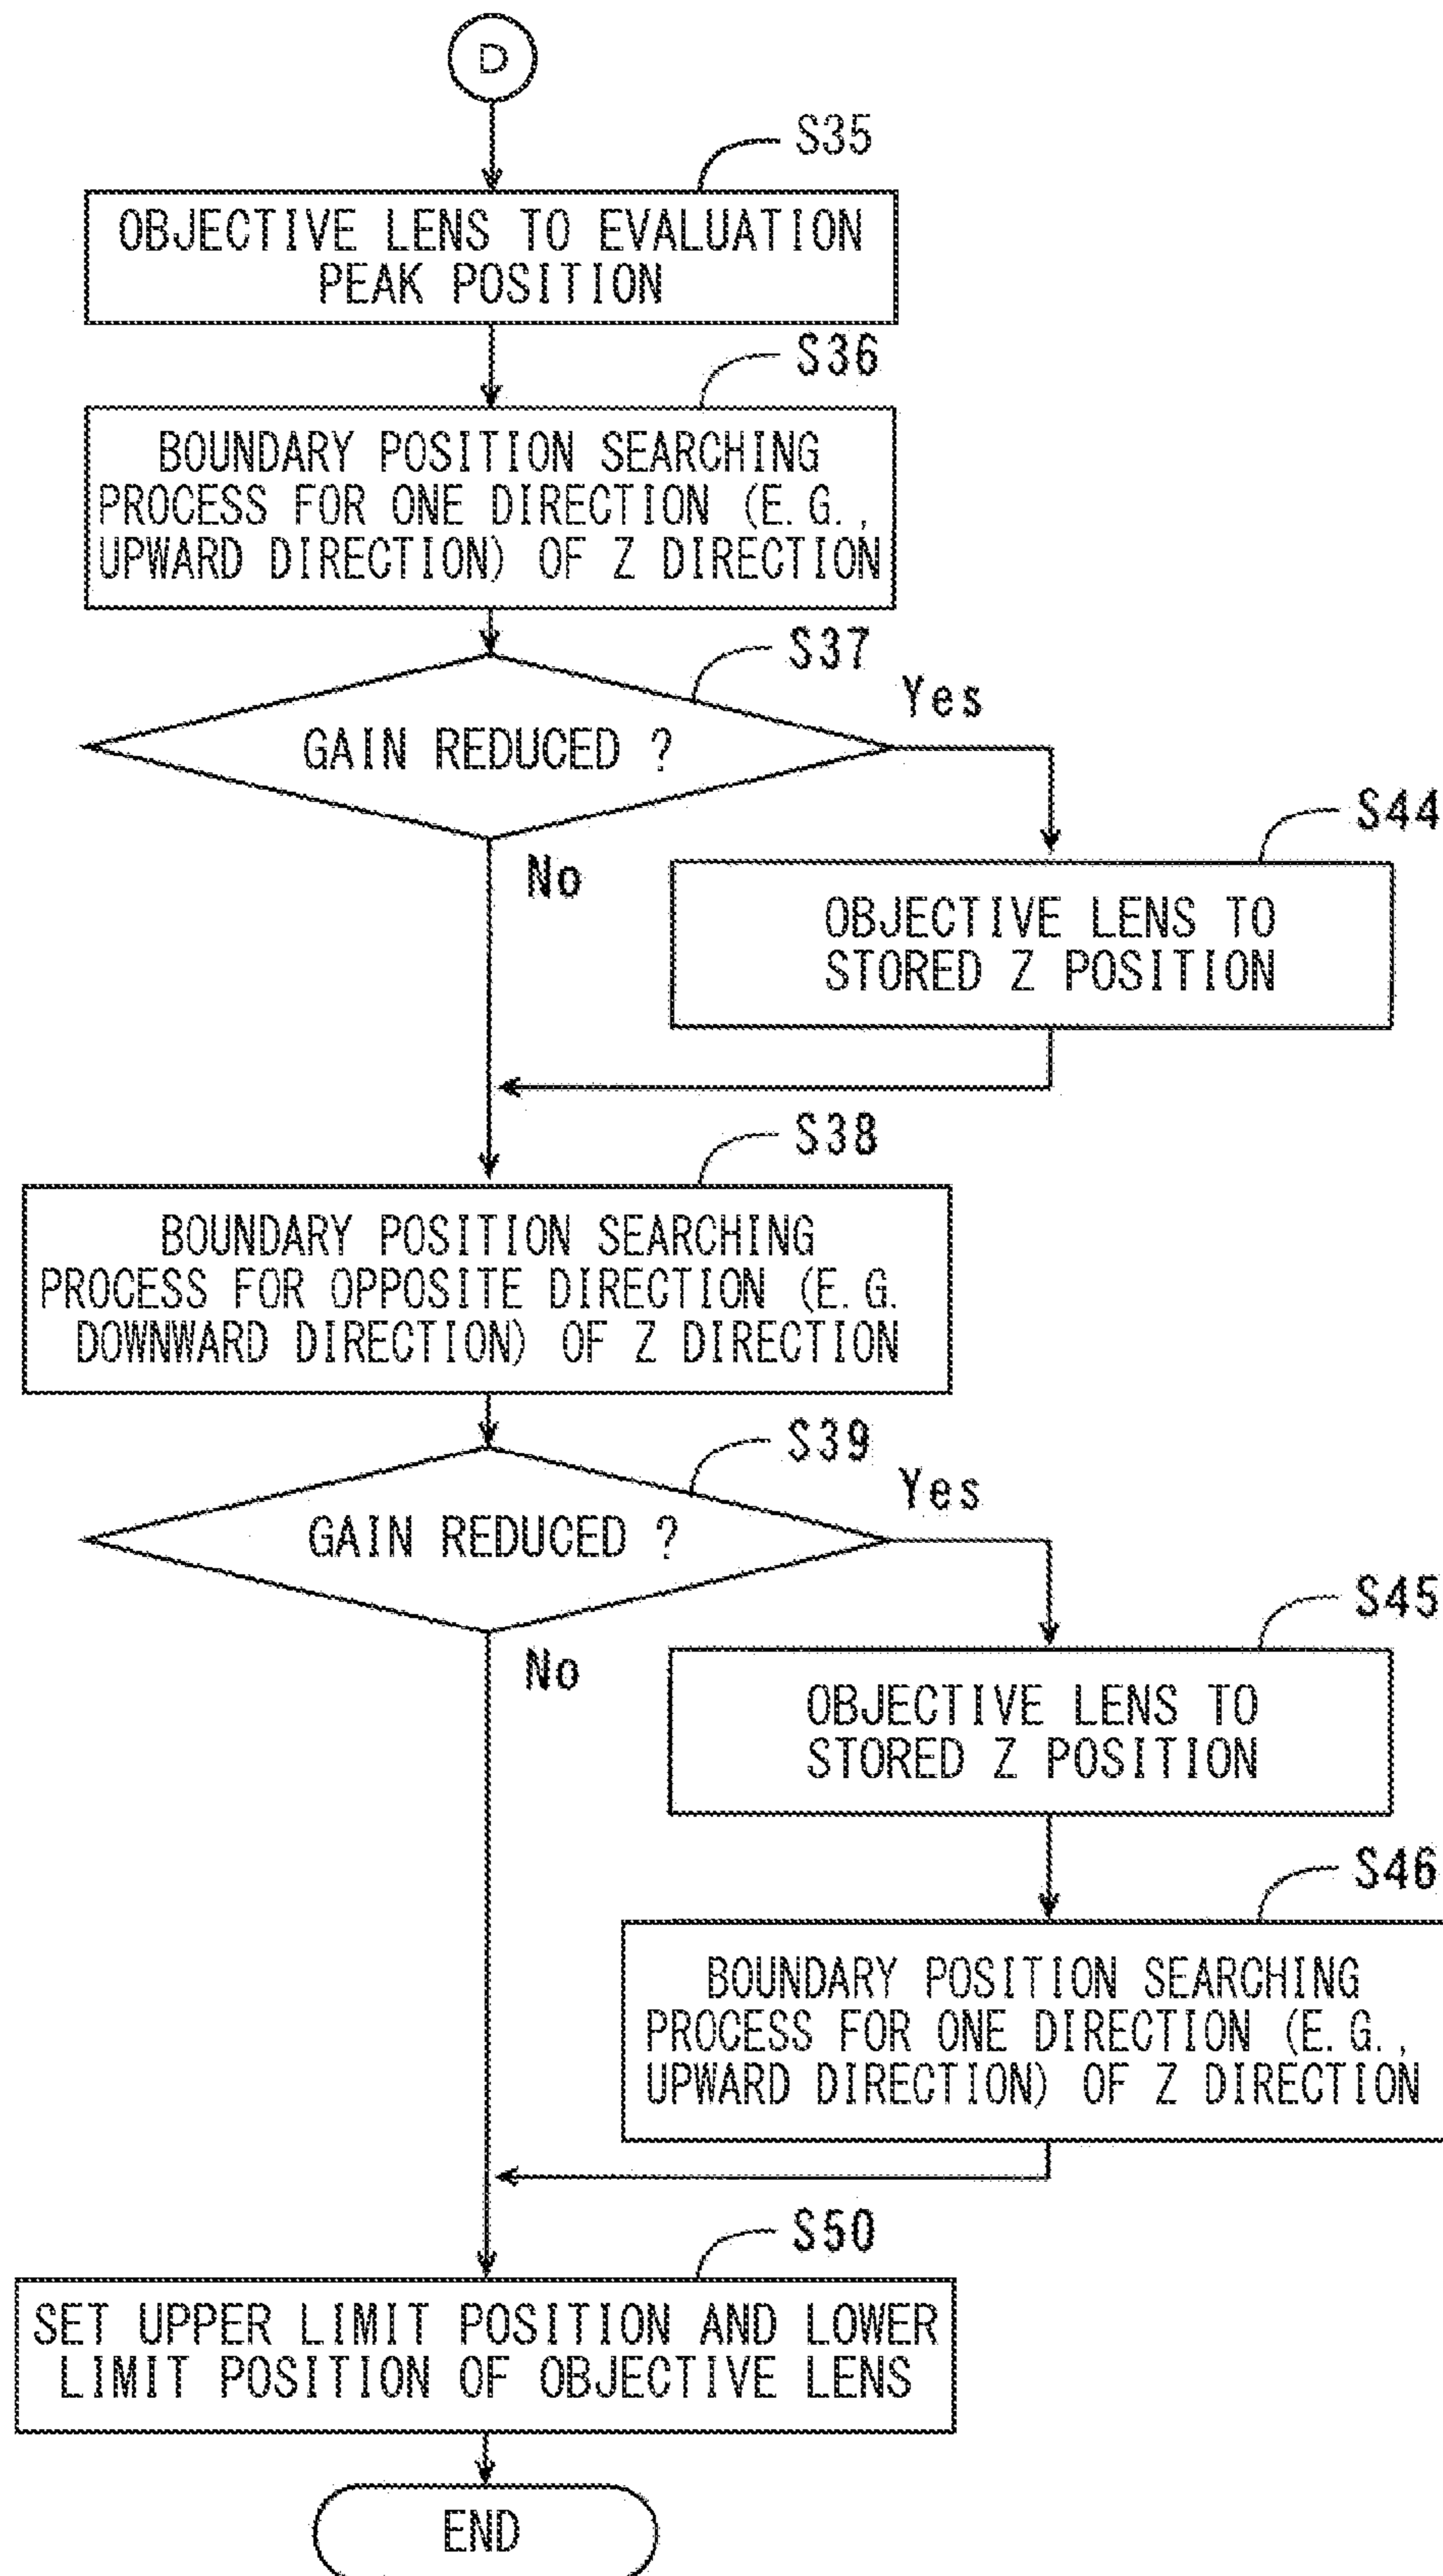 D
S35
OBJECTIVE LENS TO EVALUATION
PEAK POSITION
S36
BOUNDARY POSITION SEARCHING
PROCESS FOR ONE DIRECTION (E.G.,
UPWARD DIRECTION) OF Z DIRECTION
S37
GAIN REDUCED ?
Yes
No
S44
OBJECTIVE LENS TO
STORED Z POSITION
S38
BOUNDARY POSITION SEARCHING
PROCESS FOR OPPOSITE DIRECTION (E.G.
DOWNWARD DIRECTION) OF Z DIRECTION
S39
GAIN REDUCED ?
Yes
No
S45
OBJECTIVE LENS TO
STORED Z POSITION
S46
BOUNDARY POSITION SEARCHING
PROCESS FOR ONE DIRECTION (E.G.,
UPWARD DIRECTION) OF Z DIRECTION
S50
SET UPPER LIMIT POSITION AND LOWER
LIMIT POSITION OF OBJECTIVE LENS
END